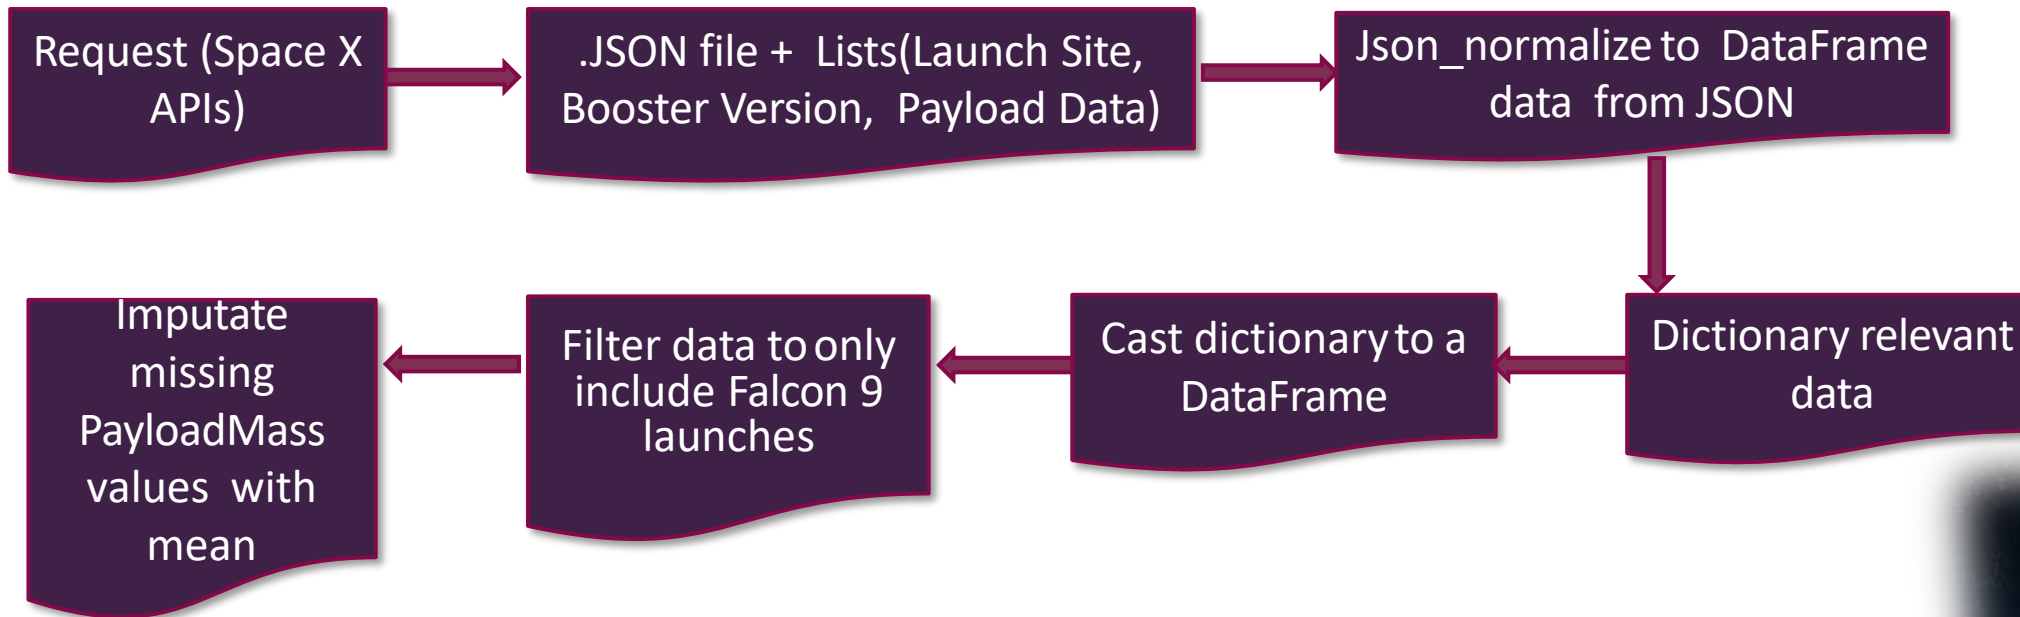 Request (Space X
APIs)
.JSON file + Lists(Launch Site,
Booster Version, Payload Data)
Json_normalize to DataFrame
data from JSON
Dictionary relevant
data
Cast dictionary to a
DataFrame
Filter data to only
include Falcon 9
launches
Imputate
missing
PayloadMass
values with
mean